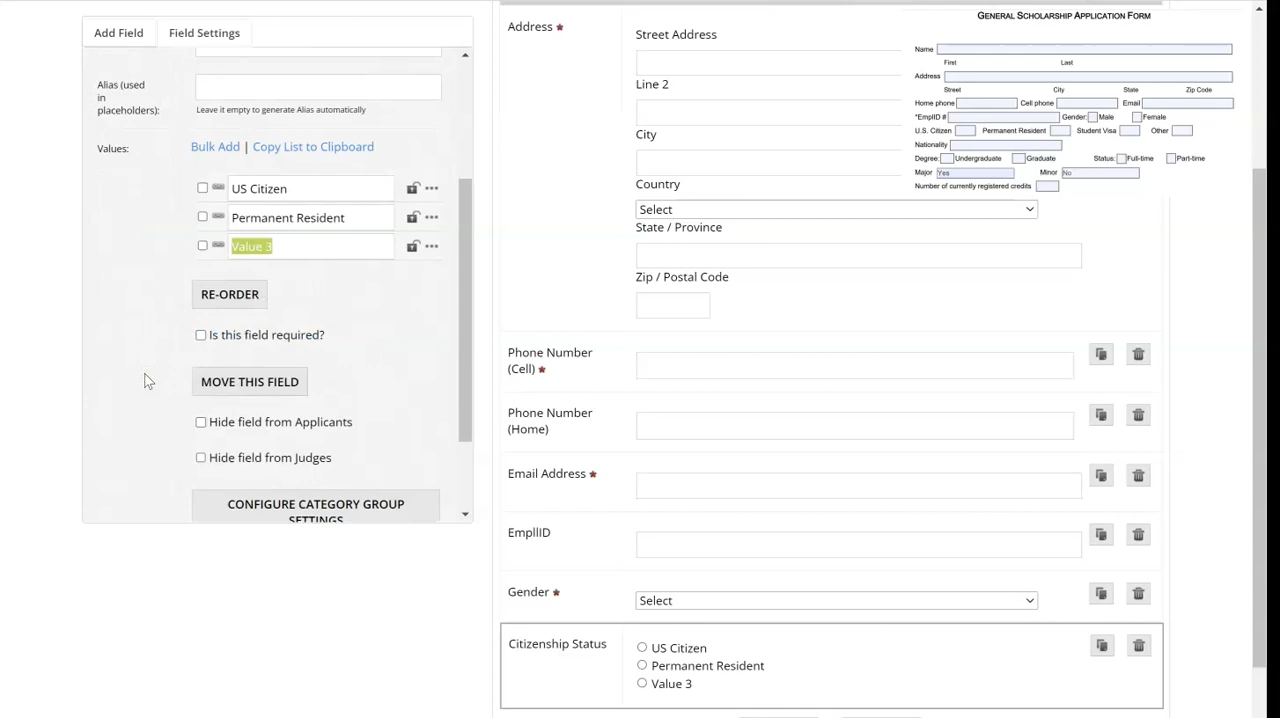 Add Field Field Settings
Alias (used in placeholders):
Leave it empty to generate Alias automatically
Values: Bulk Add | Copy List to Clipboard
US Citizen
Permanent Resident
Value 3
RE-ORDER
Is this field required?
MOVE THIS FIELD
Hide field from Applicants
Hide field from Judges
CONFIGURE CATEGORY GROUP
SETTINGS
Address *
Street Address
Line 2
City
Country
Select
State / Province
Zip / Postal Code
Phone Number
(Cell) *
Phone Number
(Home)
Email Address *
EmplIID
Gender *
Select
Citizenship Status
US Citizen
Permanent Resident
Value 3
GENERAL SCHOLARSHIP APPLICATION FORM
Name
First Last
Address
Street City State Zip Code
Home phone Cell phone Email
*EmplID # Gender: Male Female
U.S. Citizen Permanent Resident Student Visa Other
Nationality
Degree: Undergraduate Graduate Status: Full-time Part-time
Major Yes Minor No
Number of currently registered credits